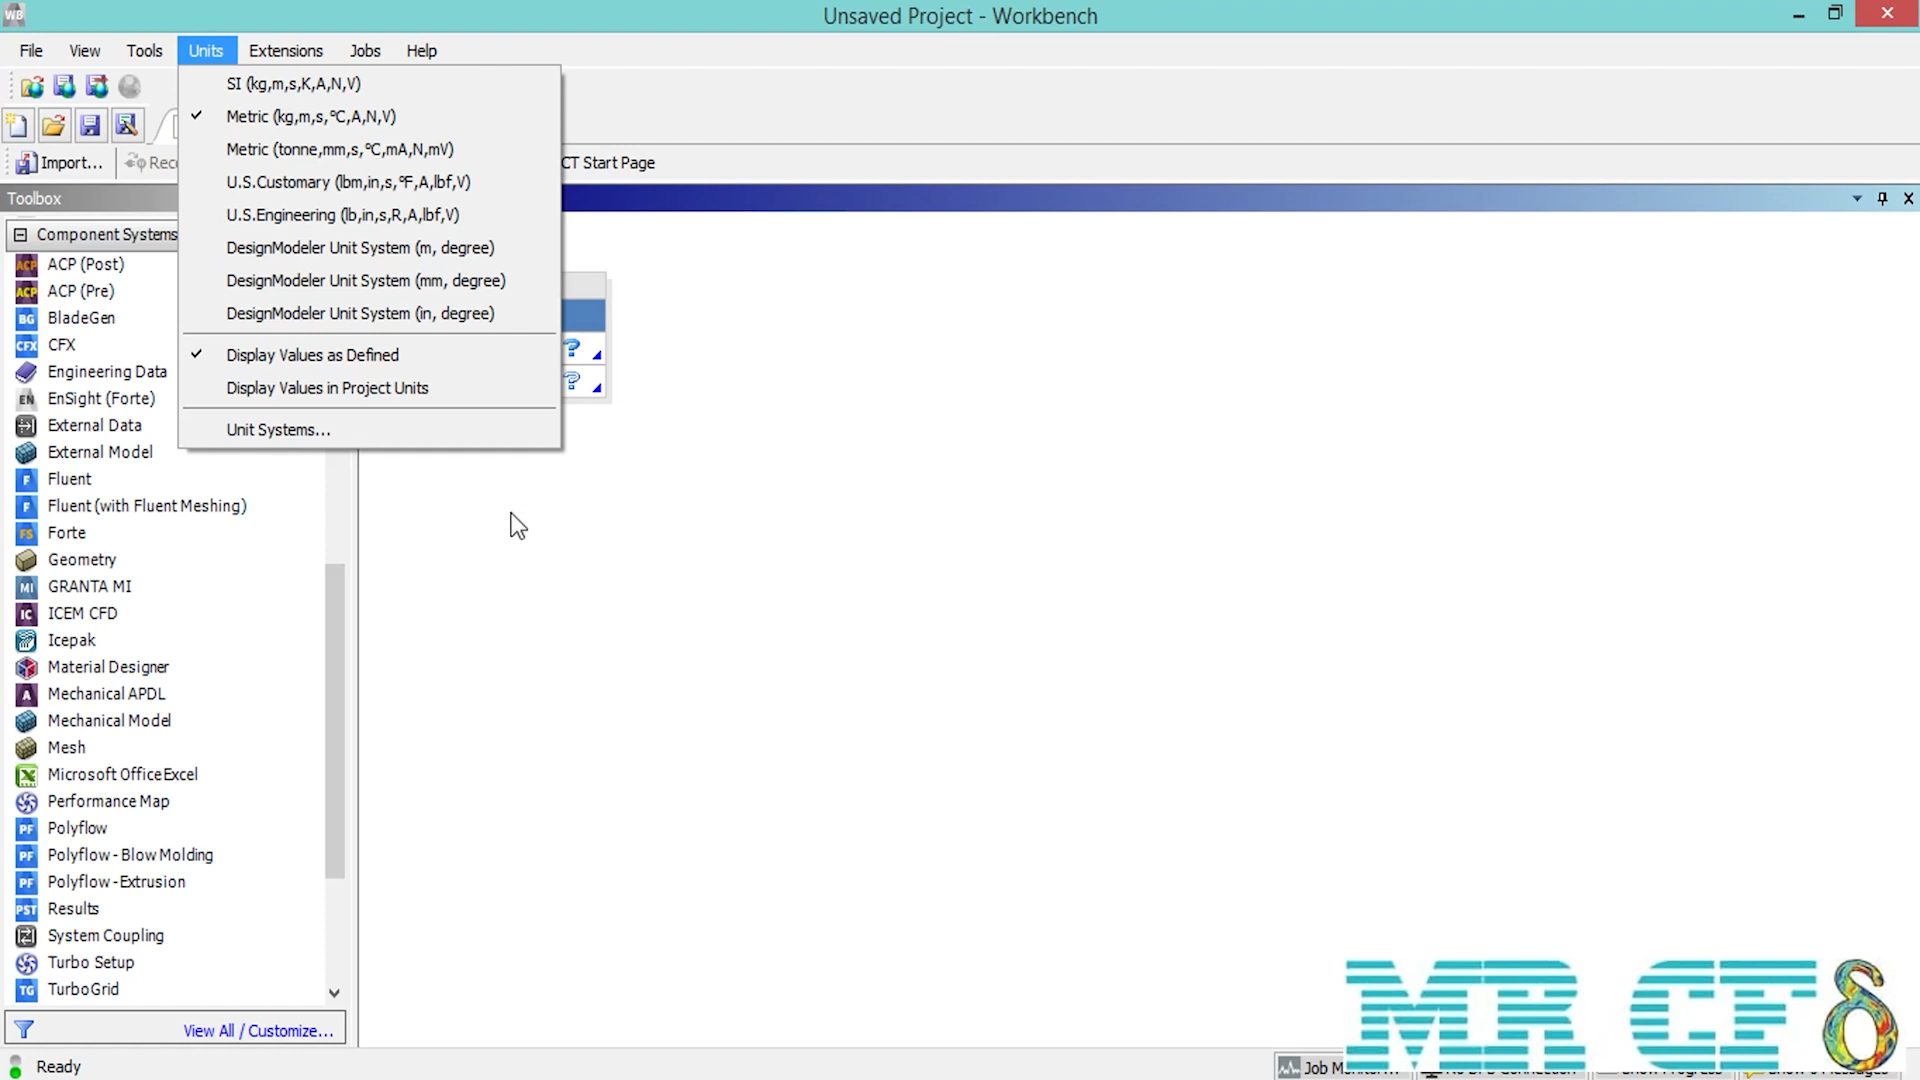 Unsaved Project - Workbench
File View Tools Units Extensions Jobs Help
SI (kg,m,s,K,A,N,V)
Metric (kg,m,s,°C,A,N,V)
Metric (tonne,mm,s,°C,mA,N,mV)
U.S.Customary (lbm,in,s,°F,A,lbf,V)
U.S.Engineering (lb,in,s,R,A,lbf,V)
DesignModeler Unit System (m, degree)
DesignModeler Unit System (mm, degree)
DesignModeler Unit System (in, degree)
Display Values as Defined
Display Values in Project Units
Unit Systems...
Import...
CT Start Page
Toolbox
Component Systems
ACP (Post)
ACP (Pre)
BladeGen
CFX
Engineering Data
EnSight (Forte)
External Data
External Model
Fluent
Fluent (with Fluent Meshing)
Forte
Geometry
GRANTA MI
ICEM CFD
Icepak
Material Designer
Mechanical APDL
Mechanical Model
Mesh
Microsoft Office Excel
Performance Map
Polyflow
Polyflow - Blow Molding
Polyflow - Extrusion
Results
System Coupling
Turbo Setup
TurboGrid
View All / Customize...
Ready
Job
MR CF